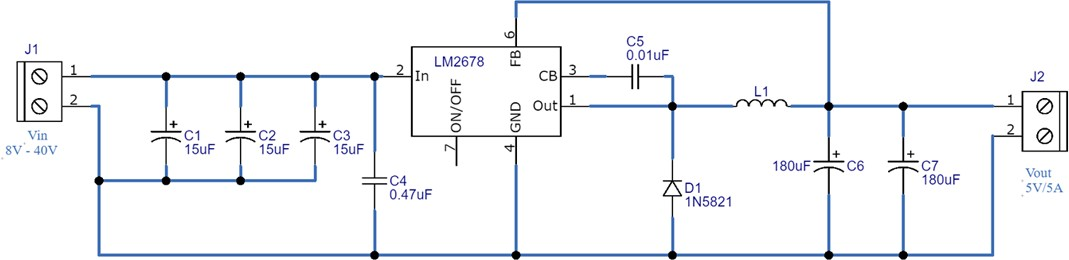 J1
1
2
Vin
8V - 40V
C1
15uF
C2
15uF
C3
15uF
C4
0.47uF
2
In
LM2678
ON/OFF
7
FB
6
GND
4
CB
3
Out
1
C5
0.01uF
D1
1N5821
L1
180uF
C6
C7
180uF
J2
1
2
Vout
5V/5A